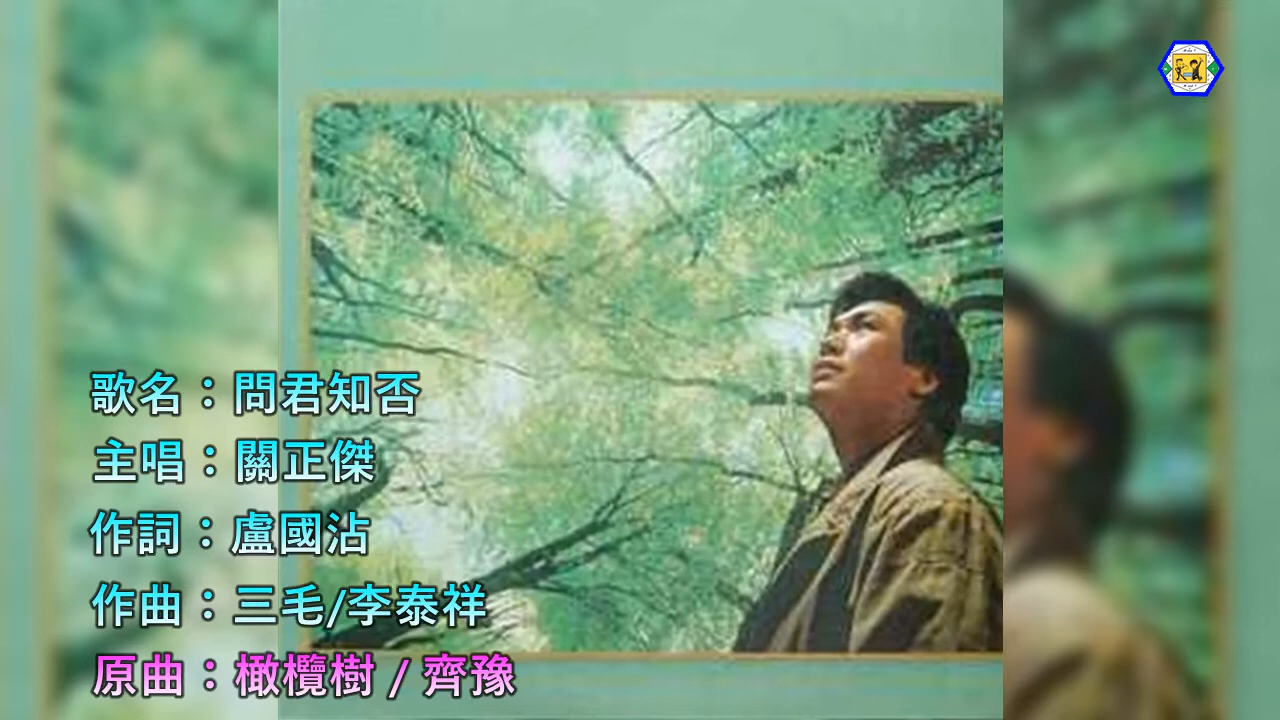 歌名：問君知否
主唱：關正傑
作詞：盧國沾
作曲：三毛/李泰祥
原曲：橄欖樹 / 齊豫